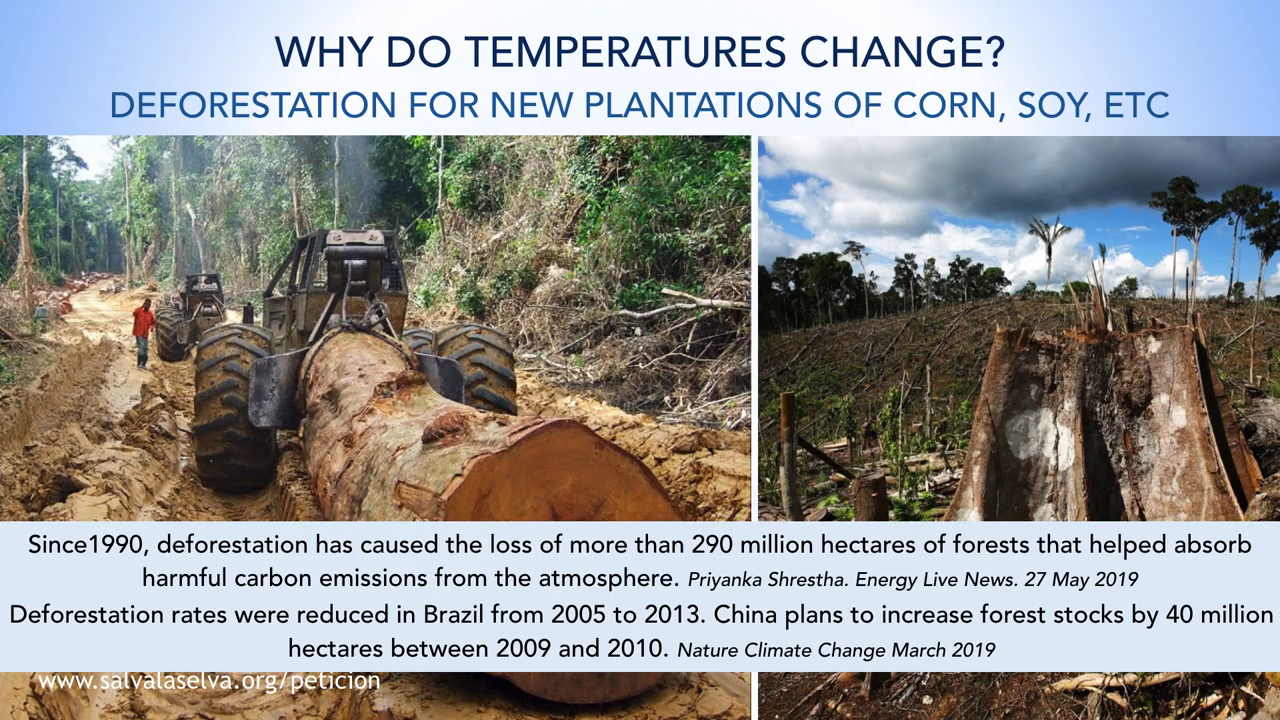 WHY DO TEMPERATURES CHANGE?
DEFORESTATION FOR NEW PLANTATIONS OF CORN, SOY, ETC
Since1990, deforestation has caused the loss of more than 290 million hectares of forests that helped absorb
harmful carbon emissions from the atmosphere. Priyanka Shrestha. Energy Live News. 27 May 2019
Deforestation rates were reduced in Brazil from 2005 to 2013. China plans to increase forest stocks by 40 million
hectares between 2009 and 2010. Nature Climate Change March 2019
www.salvalaselva.org/peticion